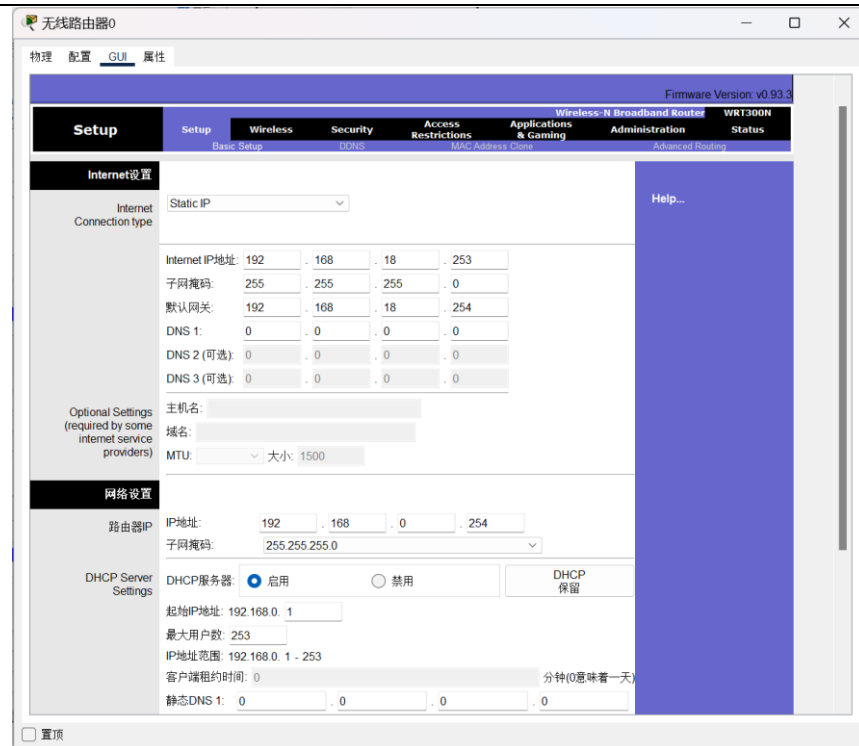 无线路由器0
物理 配置 GUI 属性
Firmware Version: v0.93.3
Wireless-N Broadband Router WRT300N
Setup
Setup Wireless Security Access Restrictions Applications & Gaming Administration Status
Basic Setup DDNS MAC Address Clone Advanced Routing
Internet设置
Help...
Internet Connection type
Static IP
Internet IP地址: 192 . 168 . 18 . 253
子网掩码: 255 . 255 . 255 . 0
默认网关: 192 . 168 . 18 . 254
DNS 1: 0 . 0 . 0 . 0
DNS 2 (可选): 0 . 0 . 0 . 0
DNS 3 (可选): 0 . 0 . 0 . 0
Optional Settings
(required by some
internet service
providers)
主机名:
域名:
MTU: 大小: 1500
网络设置
路由器IP
IP地址: 192 . 168 . 0 . 254
子网掩码: 255.255.255.0
DHCP Server
Settings
DHCP服务器: 启用 禁用 DHCP 保留
起始IP地址: 192.168.0. 1
最大用户数: 253
IP地址范围: 192.168.0. 1 - 253
客户端租约时间: 0 分钟(0意味着一天)
静态DNS 1: 0 . 0 . 0 . 0
置顶